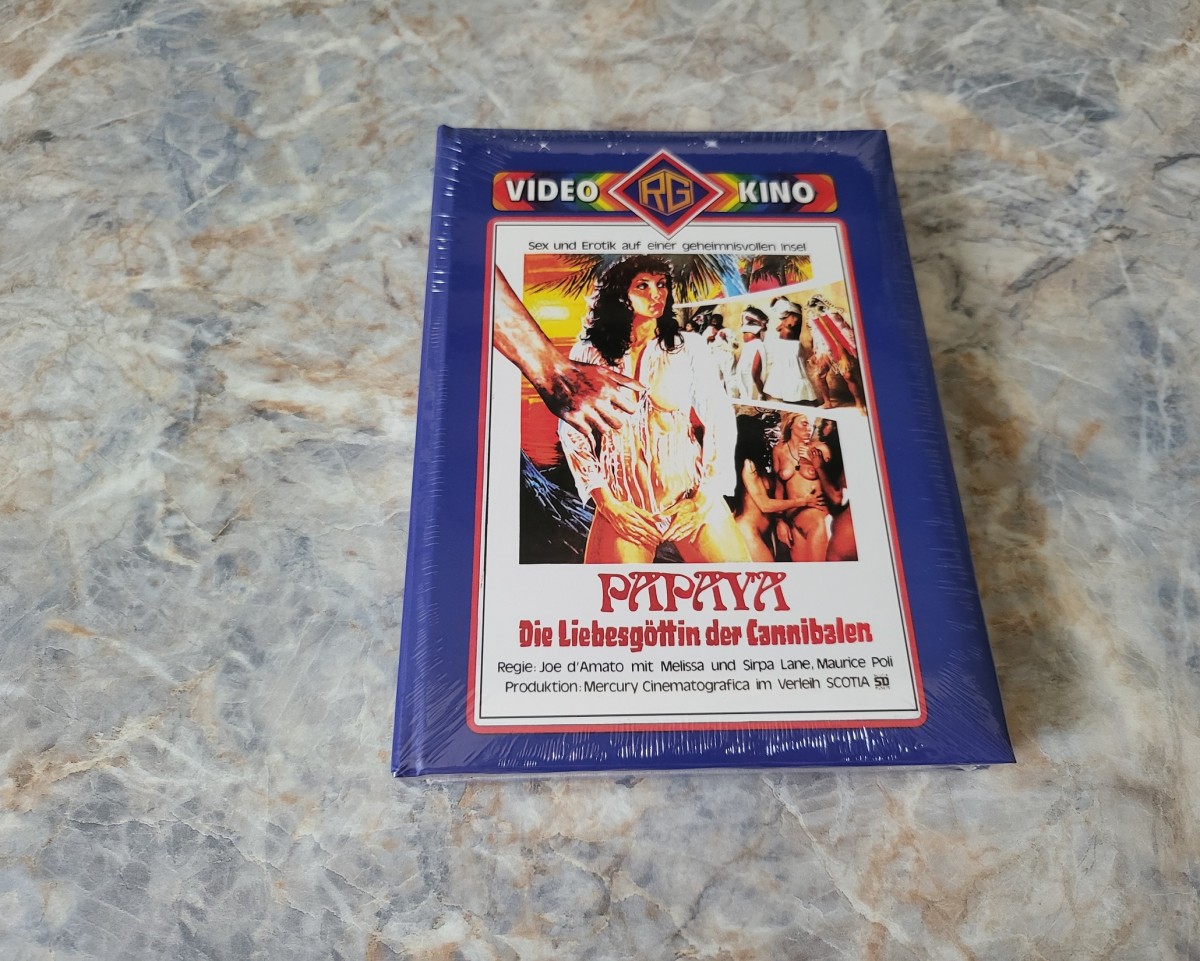 VIDEO RG KINO
Sex und Erotik auf einer geheimnisvollen Insel
PAPAYA
Die Liebesgöttin der Cannibalen
Regie: Joe d'Amato mit Melissa und Sirpa Lane, Maurice Poli
Produktion: Mercury Cinematografica im Verleih SCOTIA